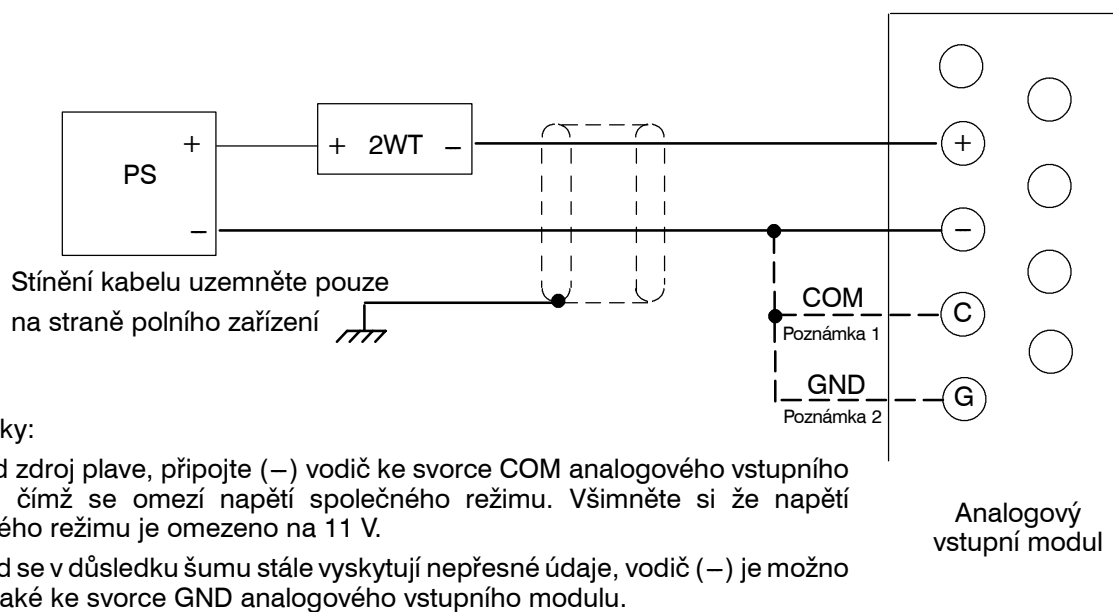 PS
+
−
+ 2WT −
+
−
Stínění kabelu uzemněte pouze
na straně polního zařízení
COM
Poznámka 1
C
GND
Poznámka 2
G
Analogový
vstupní modul
ky:
d zdroj plave, připojte (−) vodič ke svorce COM analogového vstupního
čímž se omezí napětí společného režimu. Všimněte si že napětí
ého režimu je omezeno na 11 V.
d se v důsledku šumu stále vyskytují nepřesné údaje, vodič (−) je možno
také ke svorce GND analogového vstupního modulu.